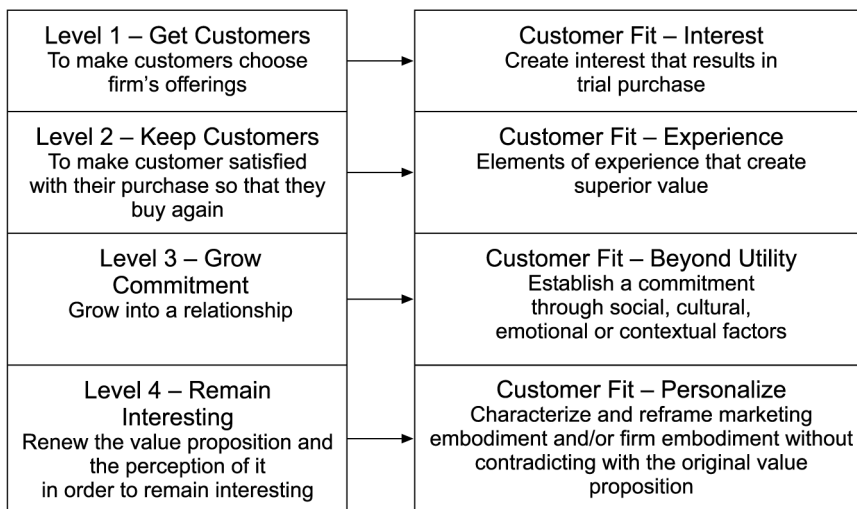 Level 1 – Get Customers
To make customers choose
firm's offerings
Customer Fit – Interest
Create interest that results in
trial purchase
Level 2 – Keep Customers
To make customer satisfied
with their purchase so that they
buy again
Customer Fit – Experience
Elements of experience that create
superior value
Level 3 – Grow
Commitment
Grow into a relationship
Customer Fit – Beyond Utility
Establish a commitment
through social, cultural,
emotional or contextual factors
Level 4 – Remain
Interesting
Renew the value proposition and
the perception of it
in order to remain interesting
Customer Fit – Personalize
Characterize and reframe marketing
embodiment and/or firm embodiment without
contradicting with the original value
proposition